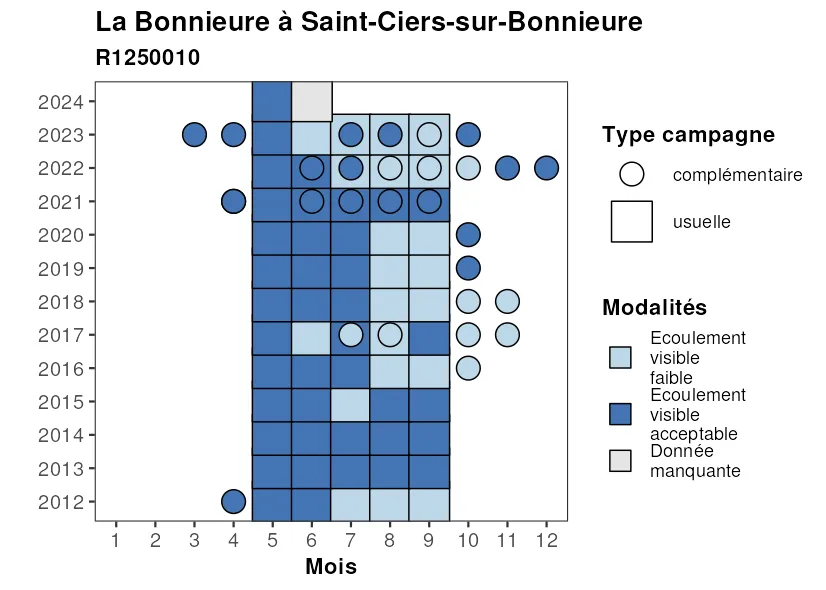 La Bonnieure à Saint-Ciers-sur-Bonnieure
R1250010
2024
2023
2022
2021
2020
2019
2018
2017
2016
2015
2014
2013
2012
1 2 3 4 5 6 7 8 9 10 11 12
Mois
Type campagne
complémentaire
usuelle
Modalités
Ecoulement
visible
faible
Ecoulement
visible
acceptable
Donnée
manquante